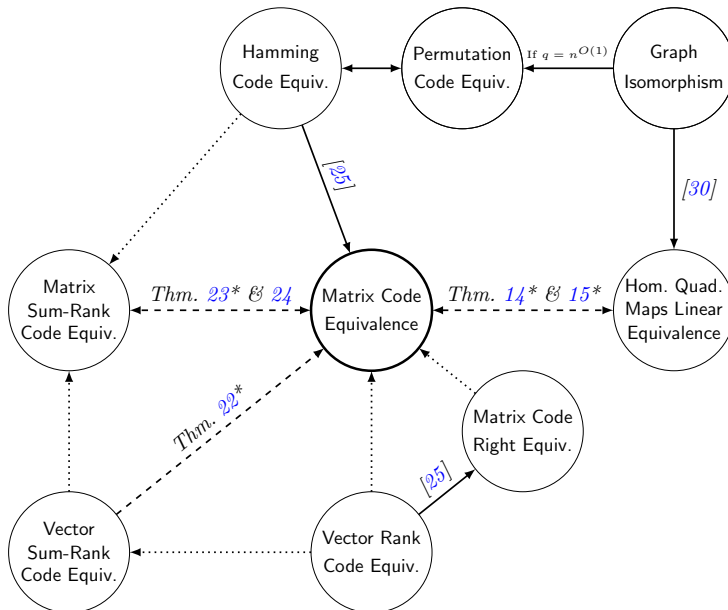 Hamming
Code Equiv.
Permutation
Code Equiv.
If q = n^O(1)
Graph
Isomorphism
[25]
[30]
Matrix
Sum-Rank
Code Equiv.
Thm. 23* & 24
Matrix Code
Equivalence
Thm. 14* & 15*
Hom. Quad.
Maps Linear
Equivalence
Thm. 22*
Matrix Code
Right Equiv.
[25]
Vector
Sum-Rank
Code Equiv.
Vector Rank
Code Equiv.